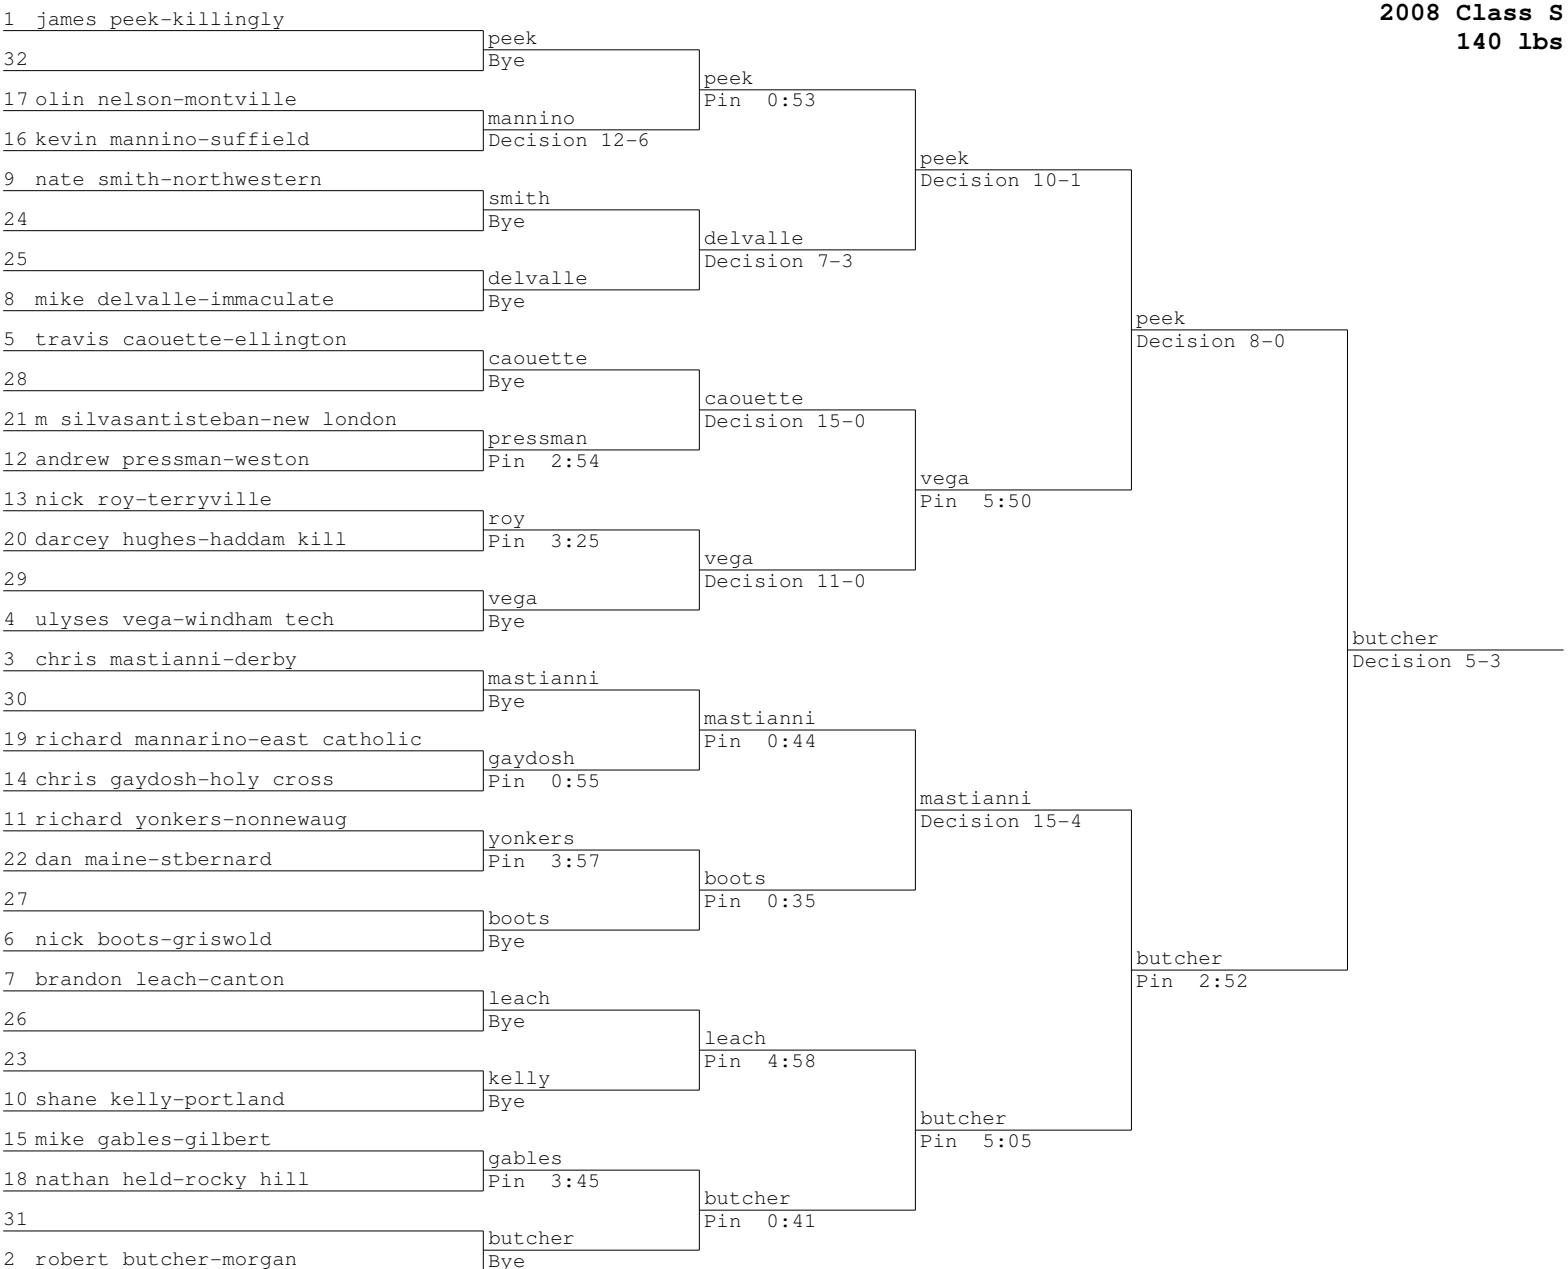 2008 Class S
140 lbs
1 james peek-killingly
peek
32
Bye
peek
17 olin nelson-montville
Pin 0:53
mannino
16 kevin mannino-suffield
Decision 12-6
peek
9 nate smith-northwestern
Decision 10-1
smith
24
Bye
delvalle
25
Decision 7-3
delvalle
8 mike delvalle-immaculate
Bye
peek
5 travis caouette-ellington
Decision 8-0
caouette
28
Bye
caouette
21 m silvasantisteban-new london
Decision 15-0
pressman
12 andrew pressman-weston
Pin 2:54
vega
13 nick roy-terryville
Pin 5:50
roy
20 darcey hughes-haddam kill
Pin 3:25
vega
29
Decision 11-0
vega
4 ulyses vega-windham tech
Bye
butcher
3 chris mastianni-derby
Decision 5-3
mastianni
30
Bye
mastianni
19 richard mannarino-east catholic
Pin 0:44
gaydosh
14 chris gaydosh-holy cross
Pin 0:55
mastianni
11 richard yonkers-nonnewaug
Decision 15-4
yonkers
22 dan maine-stbernard
Pin 3:57
boots
27
Pin 0:35
boots
6 nick boots-griswold
Bye
butcher
7 brandon leach-canton
Pin 2:52
leach
26
Bye
leach
23
Pin 4:58
kelly
10 shane kelly-portland
Bye
butcher
15 mike gables-gilbert
Pin 5:05
gables
18 nathan held-rocky hill
Pin 3:45
butcher
31
Pin 0:41
butcher
2 robert butcher-morgan
Bye